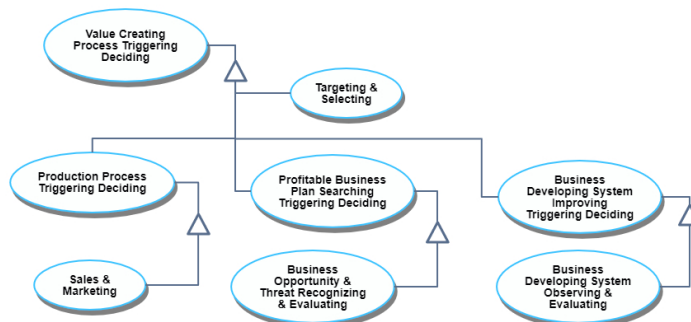 Value Creating
Process Triggering
Deciding
Targeting &
Selecting
Production Process
Triggering Deciding
Profitable Business
Plan Searching
Triggering Deciding
Business
Developing System
Improving
Triggering Deciding
Sales &
Marketing
Business
Opportunity &
Threat Recognizing
& Evaluating
Business
Developing System
Observing &
Evaluating